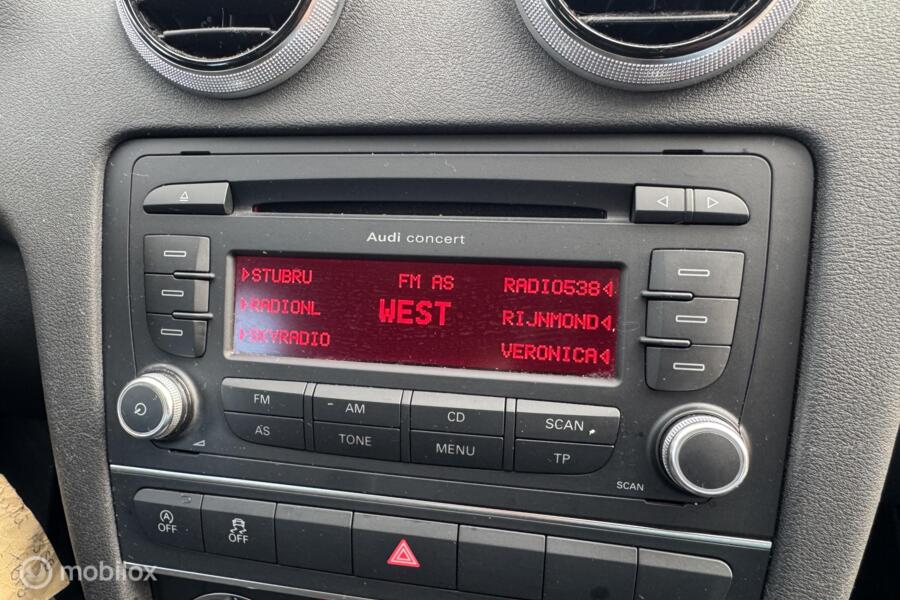 Audi concert
STUBRU FM AS RADIO538
RADIONL WEST RIJNMOND
SKYRADIO VERONICA
FM AM CD SCAN
AS TONE MENU TP
SCAN
A OFF OFF
mobilox